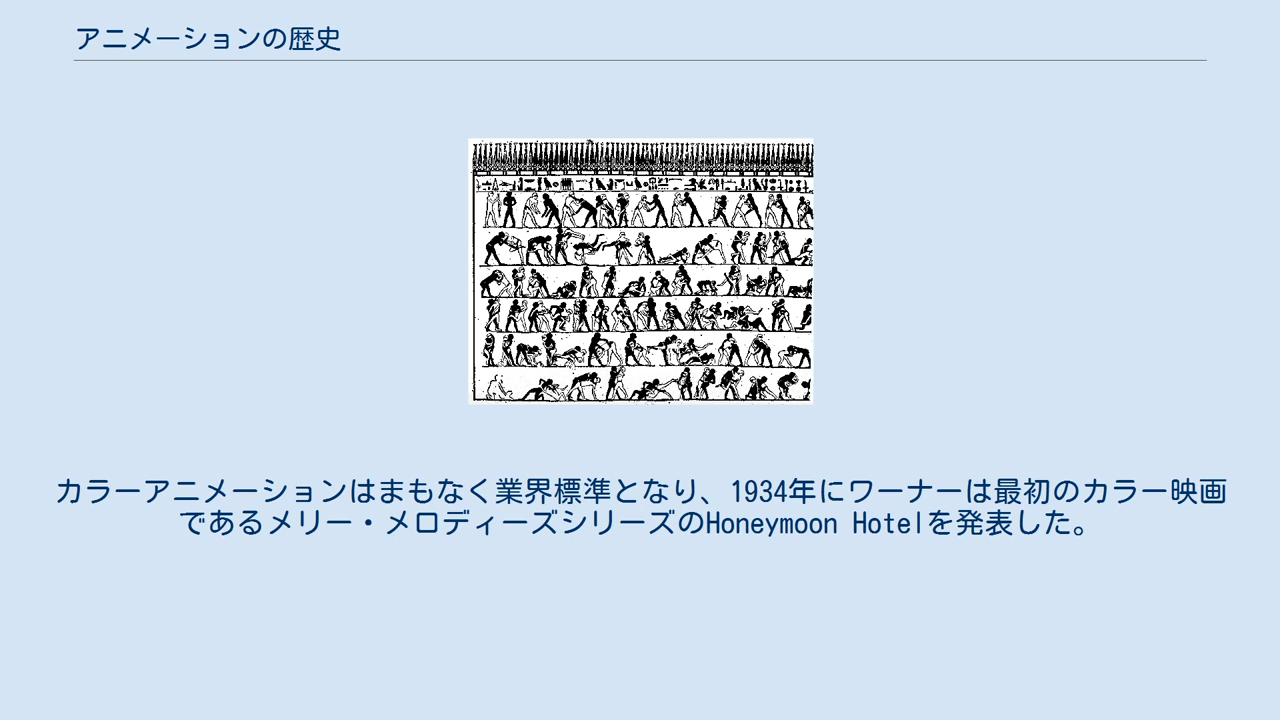 アニメーションの歴史
カラーアニメーションはまもなく業界標準となり、1934年にワーナーは最初のカラー映画
であるメリー・メロディーズシリーズのHoneymoon Hotelを発表した。